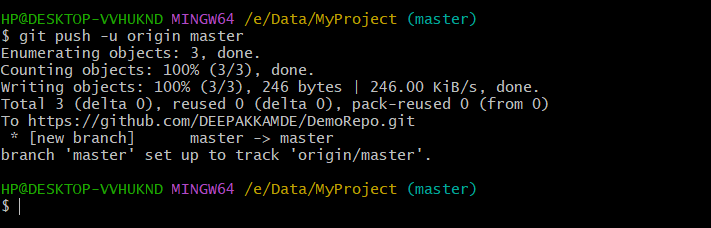 HP@DESKTOP-VVHUKND MINGW64 /e/Data/MyProject (master)
$ git push -u origin master
Enumerating objects: 3, done.
Counting objects: 100% (3/3), done.
Writing objects: 100% (3/3), 246 bytes | 246.00 KiB/s, done.
Total 3 (delta 0), reused 0 (delta 0), pack-reused 0 (from 0)
To https://github.com/DEEPAKKAMDE/DemoRepo.git
 * [new branch]      master -> master
branch 'master' set up to track 'origin/master'.
HP@DESKTOP-VVHUKND MINGW64 /e/Data/MyProject (master)
$